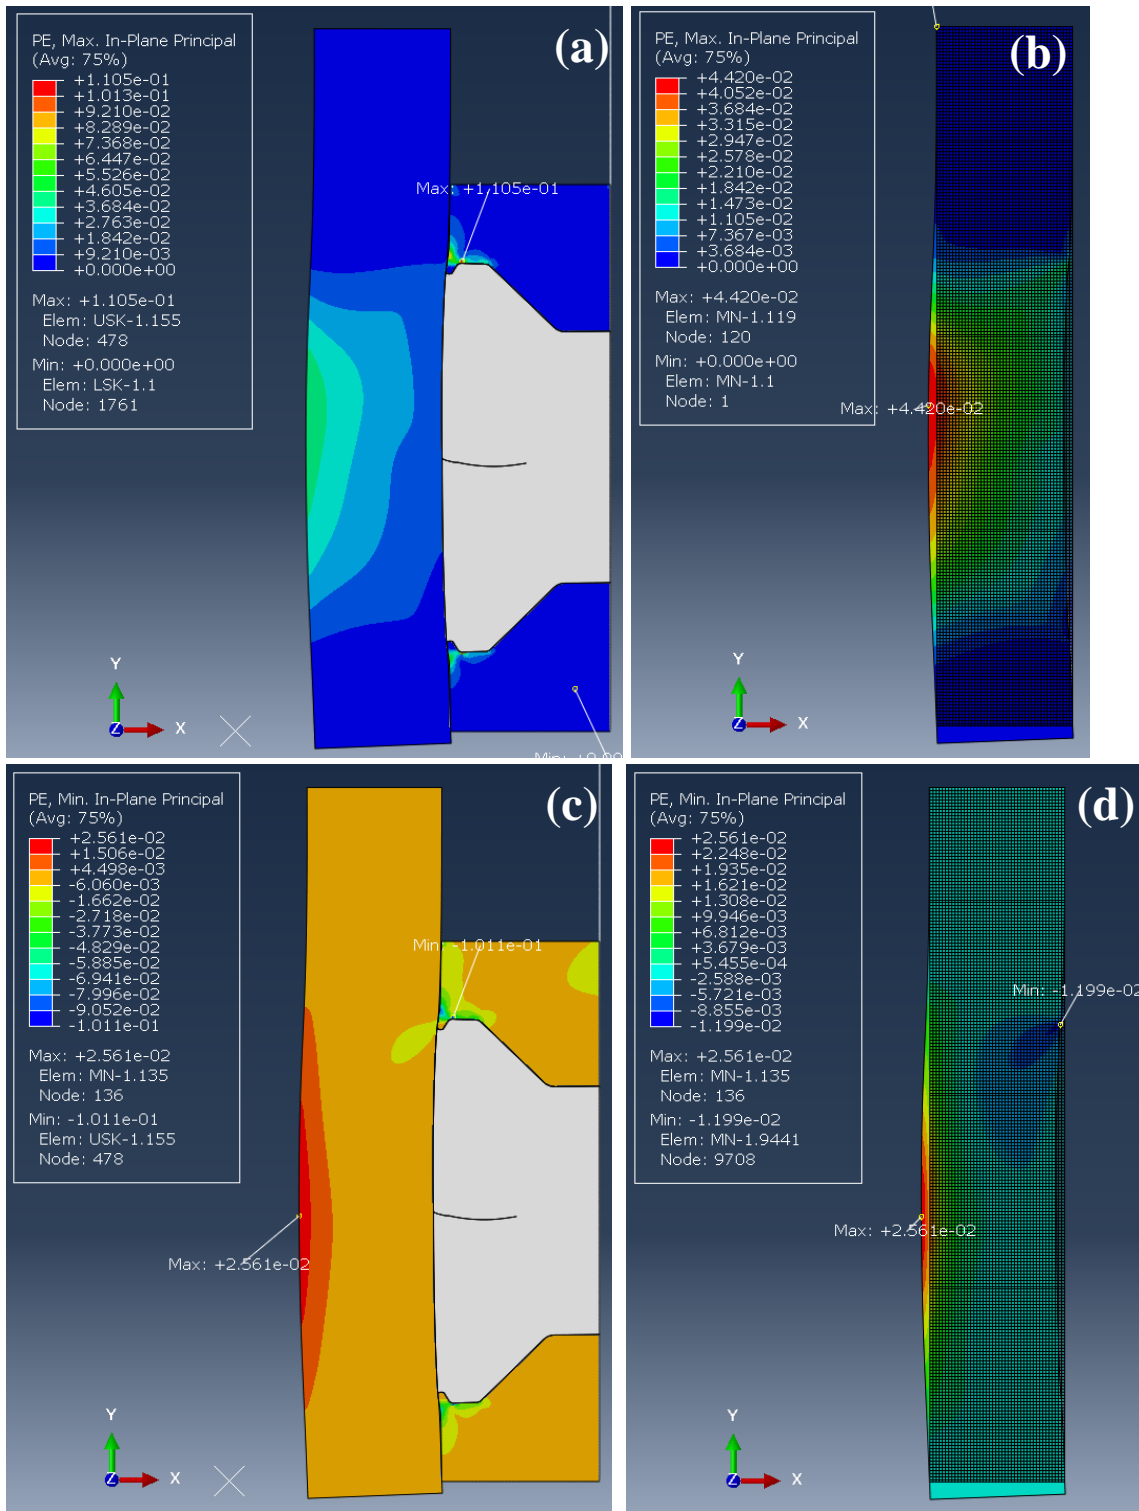 (a)
PE, Max. In-Plane Principal
(Avg: 75%)
+1.105e-01
+1.013e-01
+9.210e-02
+8.289e-02
+7.368e-02
+6.447e-02
+5.526e-02
+4.605e-02
+3.684e-02
+2.763e-02
+1.842e-02
+9.210e-03
+0.000e+00
Max: +1.105e-01
Elem: USK-1.155
Node: 478
Min: +0.000e+00
Elem: LSK-1.1
Node: 1761
Max: +1.105e-01
Y
X
Z
(b)
PE, Max. In-Plane Principal
(Avg: 75%)
+4.420e-02
+4.052e-02
+3.684e-02
+3.315e-02
+2.947e-02
+2.578e-02
+2.210e-02
+1.842e-02
+1.473e-02
+1.105e-02
+7.367e-03
+3.684e-03
+0.000e+00
Max: +4.420e-02
Elem: MN-1.119
Node: 120
Min: +0.000e+00
Elem: MN-1.1
Node: 1
Max: +4.420e-02
Y
X
Z
(c)
PE, Min. In-Plane Principal
(Avg: 75%)
+2.561e-02
+1.506e-02
+4.498e-03
-6.060e-03
-1.662e-02
-2.718e-02
-3.773e-02
-4.829e-02
-5.885e-02
-6.941e-02
-7.996e-02
-9.052e-02
-1.011e-01
Max: +2.561e-02
Elem: MN-1.135
Node: 136
Min: -1.011e-01
Elem: USK-1.155
Node: 478
Min: -1.011e-01
Max: +2.561e-02
Y
X
Z
(d)
PE, Min. In-Plane Principal
(Avg: 75%)
+2.561e-02
+2.248e-02
+1.935e-02
+1.621e-02
+1.308e-02
+9.946e-03
+6.812e-03
+3.679e-03
+5.455e-04
-2.588e-03
-5.721e-03
-8.855e-03
-1.199e-02
Max: +2.561e-02
Elem: MN-1.135
Node: 136
Min: -1.199e-02
Elem: MN-1.9441
Node: 9708
Min: -1.199e-02
Max: +2.561e-02
Y
X
Z